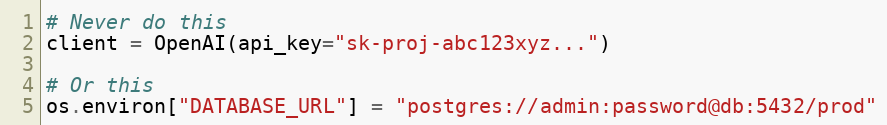 1 # Never do this
2 client = OpenAI(api_key="sk-proj-abc123xyz...")
3
4 # Or this
5 os.environ["DATABASE_URL"] = "postgres://admin:password@db:5432/prod"